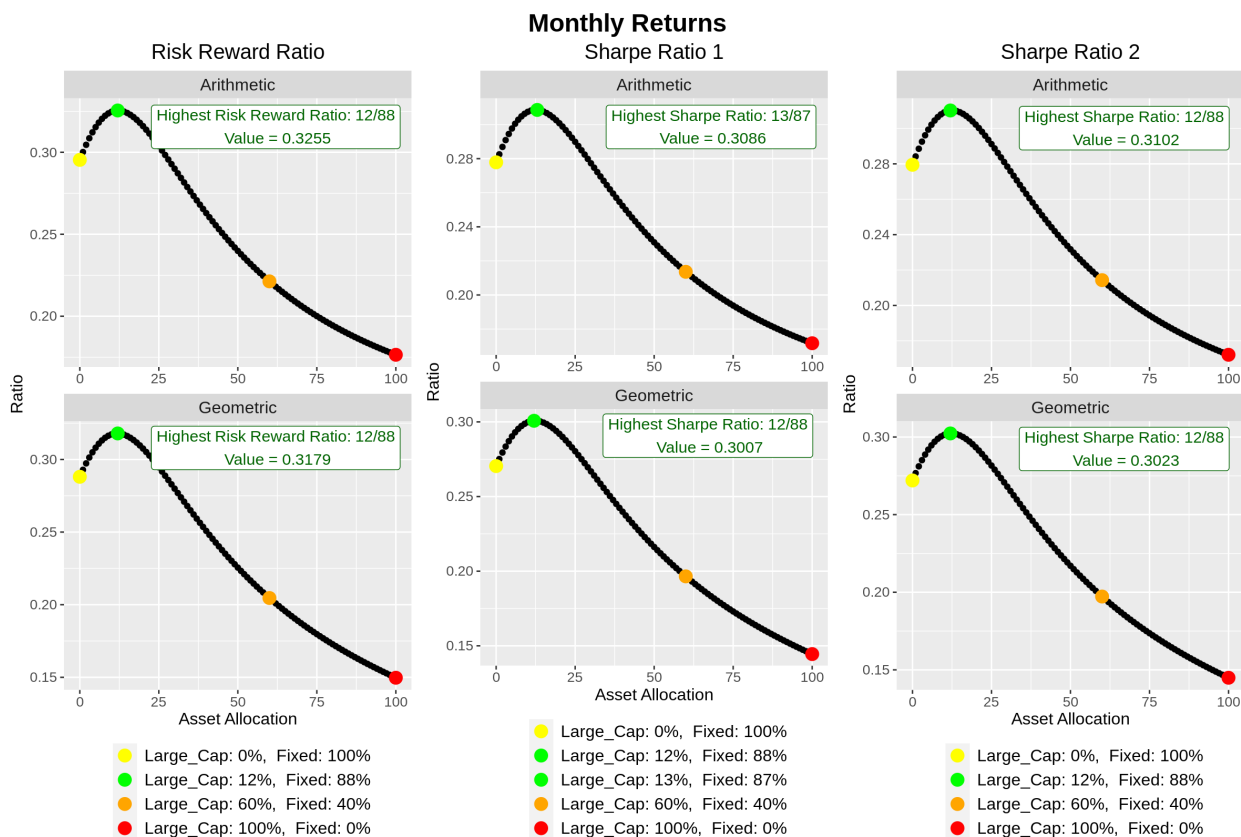 Monthly Returns
Risk Reward Ratio
Arithmetic
Highest Risk Reward Ratio: 12/88
Value = 0.3255
0.30
0.25
0.20
0 25 50 75 100
Geometric
Highest Risk Reward Ratio: 12/88
Value = 0.3179
0.30
0.25
0.20
0.15
0 25 50 75 100
Ratio
Asset Allocation
Large_Cap: 0%, Fixed: 100%
Large_Cap: 12%, Fixed: 88%
Large_Cap: 60%, Fixed: 40%
Large_Cap: 100%, Fixed: 0%
Sharpe Ratio 1
Arithmetic
Highest Sharpe Ratio: 13/87
Value = 0.3086
0.28
0.24
0.20
0 25 50 75 100
Geometric
Highest Sharpe Ratio: 12/88
Value = 0.3007
0.30
0.25
0.20
0.15
0 25 50 75 100
Ratio
Asset Allocation
Large_Cap: 0%, Fixed: 100%
Large_Cap: 12%, Fixed: 88%
Large_Cap: 13%, Fixed: 87%
Large_Cap: 60%, Fixed: 40%
Large_Cap: 100%, Fixed: 0%
Sharpe Ratio 2
Arithmetic
Highest Sharpe Ratio: 12/88
Value = 0.3102
0.28
0.24
0.20
0 25 50 75 100
Geometric
Highest Sharpe Ratio: 12/88
Value = 0.3023
0.30
0.25
0.20
0.15
0 25 50 75 100
Ratio
Asset Allocation
Large_Cap: 0%, Fixed: 100%
Large_Cap: 12%, Fixed: 88%
Large_Cap: 60%, Fixed: 40%
Large_Cap: 100%, Fixed: 0%